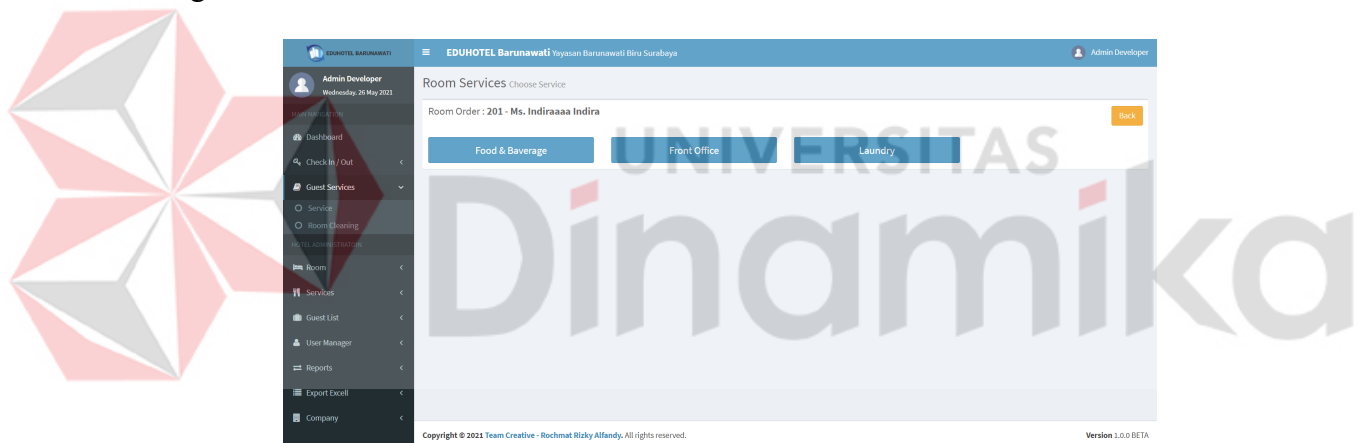 EDUHOTEL BARUNAWATI
EDUHOTEL Barunawati Yayasan Barunawati Biru Surabaya
Admin Developer
Admin Developer
Wednesday, 26 May 2021
MAIN NAVIGATION
Dashboard
Check In / Out
Guest Services
Service
Room Cleaning
HOTEL ADMINISTRATOIN
Room
Services
Guest List
User Manager
Reports
Export Excell
Company
Room Services Choose Service
Room Order : 201 - Ms. Indiraaaa Indira
Back
Food & Baverage
Front Office
Laundry
UNIVERSITAS
Dinamika
Copyright © 2021 Team Creative - Rochmat Rizky Alfandy. All rights reserved.
Version 1.0.0 BETA